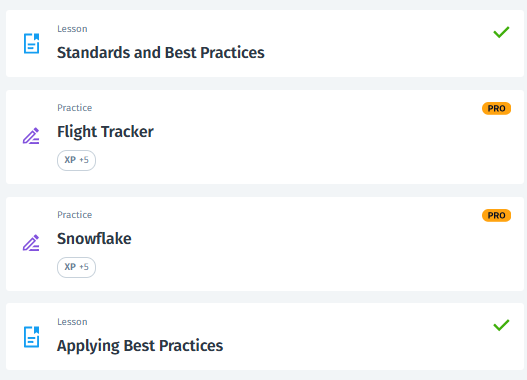 Lesson
Standards and Best Practices
Practice
PRO
Flight Tracker
XP +5
Practice
PRO
Snowflake
XP +5
Lesson
Applying Best Practices